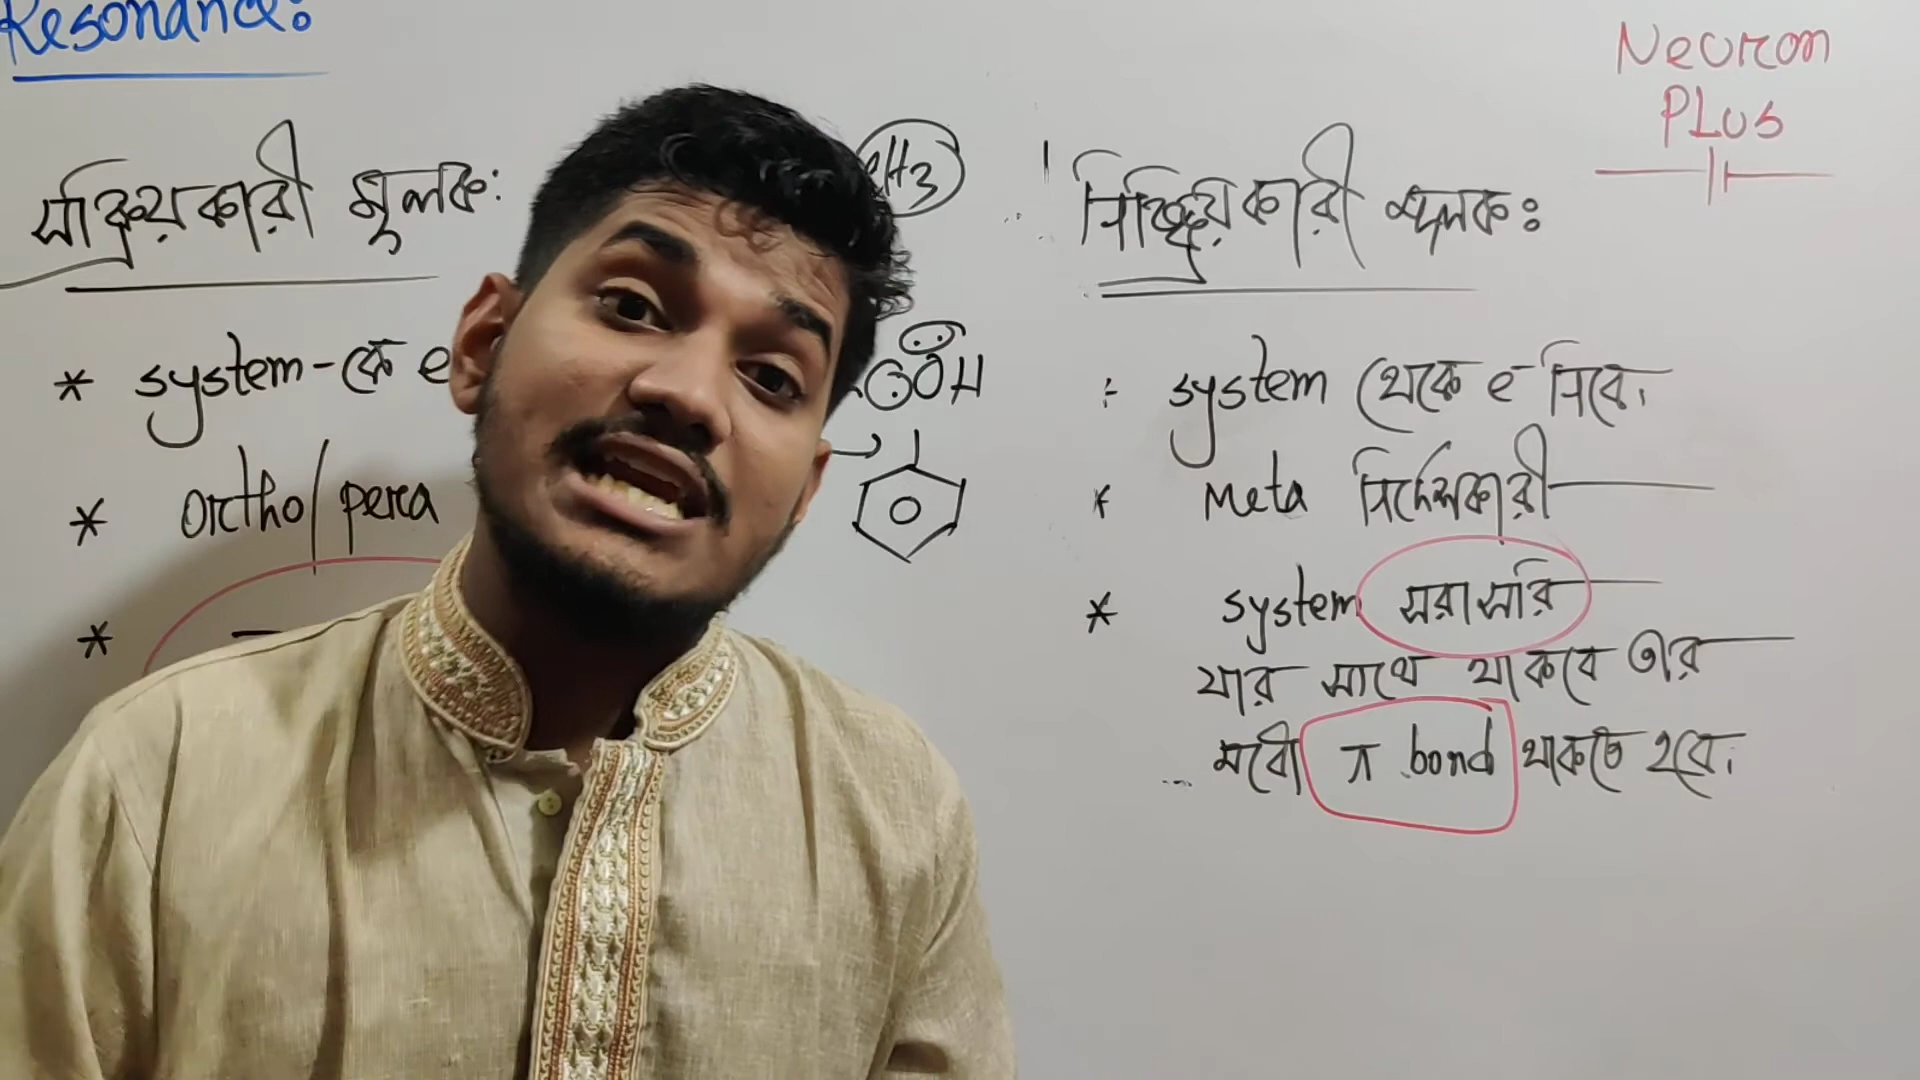 Resonance:
Neuron
PLus
সক্রিয়কারী মূলক:
CH3
নিষ্ক্রিয়কারী মূলক:
* system-কে e
OH
: system থেকে e নিবে।
* ortho/para
* Meta নির্দেশকারী
*
* system সরাসরি
যার সাথে থাকবে তার
মধ্যে π bond থাকতে হবে।